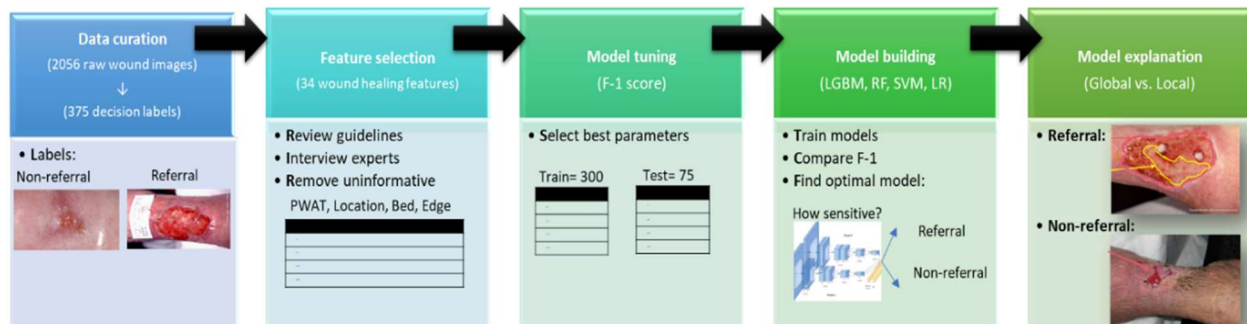 Data curation
(2056 raw wound images)
↓
(375 decision labels)
• Labels:
Non-referral Referral
Feature selection
(34 wound healing features)
• Review guidelines
• Interview experts
• Remove uninformative
PWAT, Location, Bed, Edge
Model tuning
(F-1 score)
• Select best parameters
Train= 300 Test= 75
Model building
(LGBM, RF, SVM, LR)
• Train models
• Compare F-1
• Find optimal model:
How sensitive?
Referral
Non-referral
Model explanation
(Global vs. Local)
• Referral:
• Non-referral: